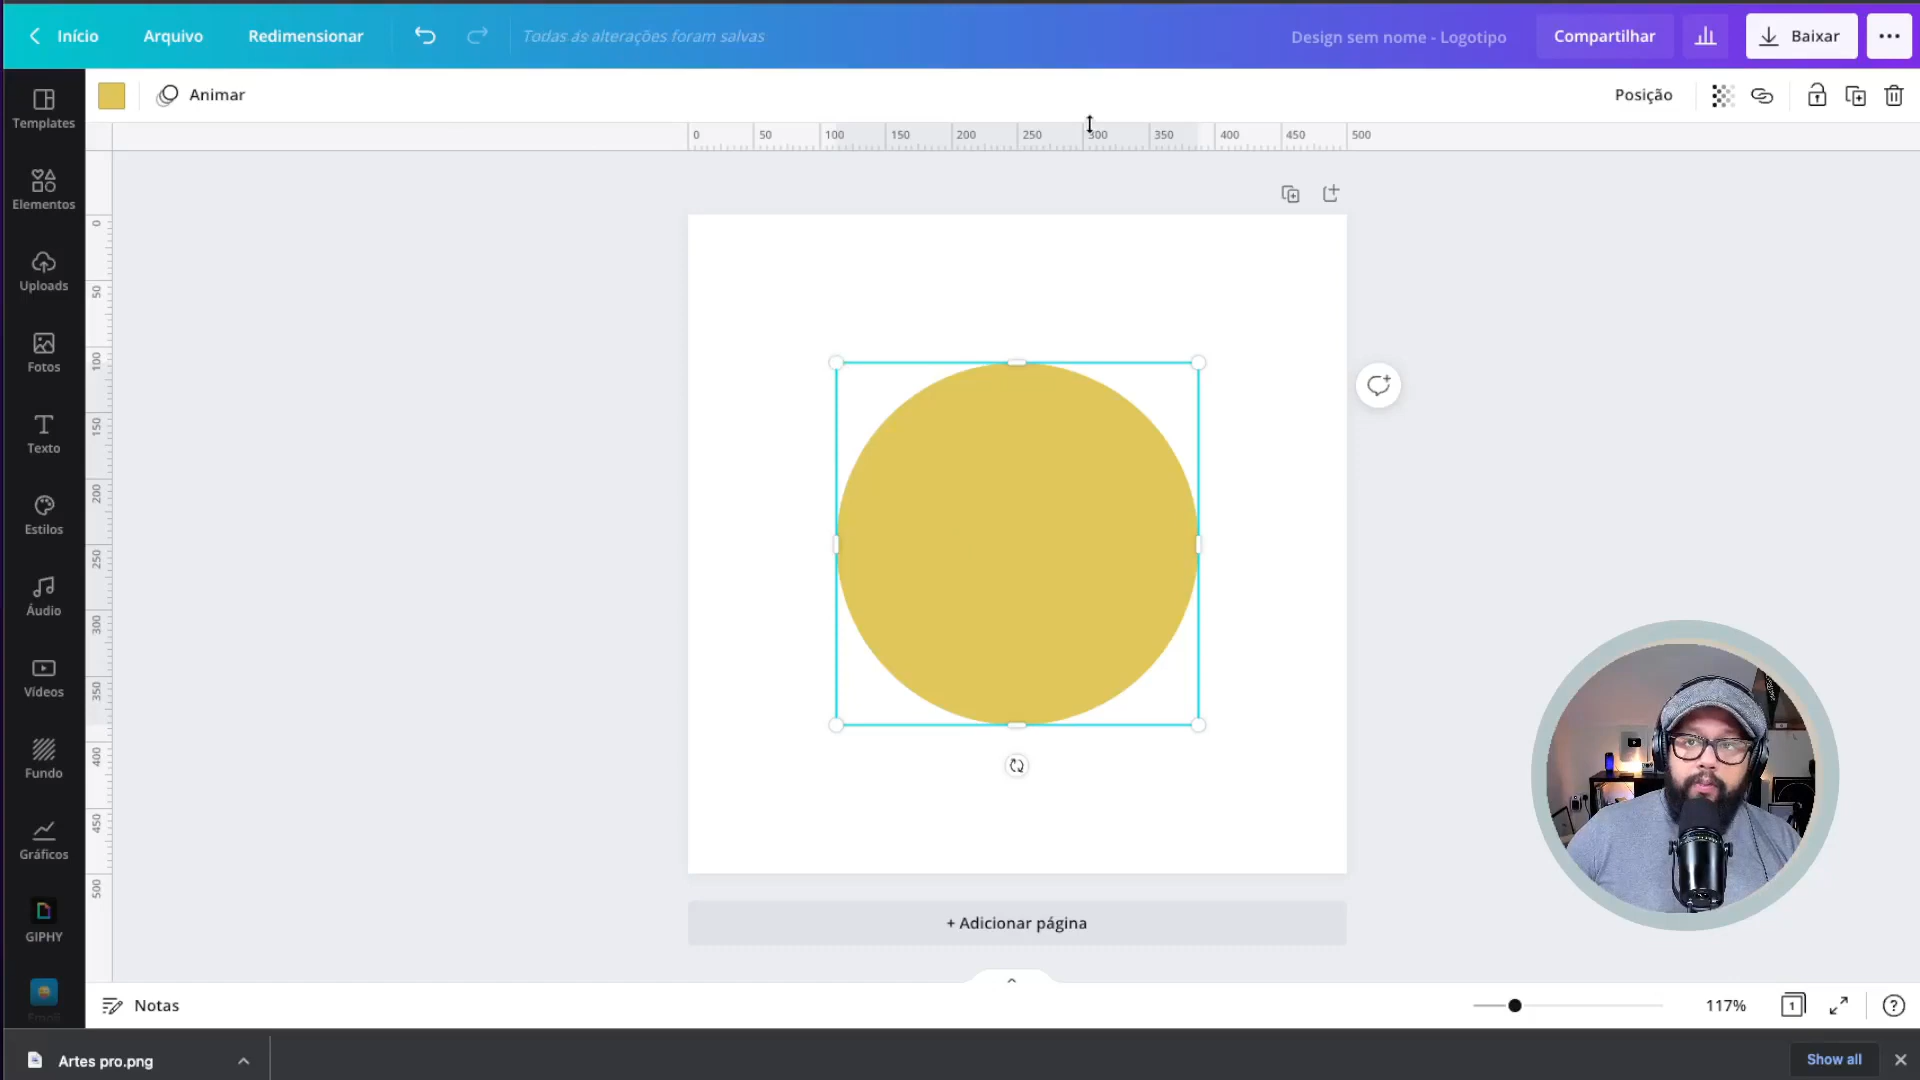 Início
Arquivo
Redimensionar
Todas as alterações foram salvas
Design sem nome - Logotipo
Compartilhar
Baixar
Animar
Posição
0 50 100 150 200 250 300 350 400 450 500
Templates
Elementos
Uploads
Fotos
Texto
Estilos
Áudio
Vídeos
Fundo
Gráficos
GIPHY
Emoji
0
50
100
150
200
250
300
350
400
450
500
+ Adicionar página
Notas
117%
1
?
Artes pro.png
Show all